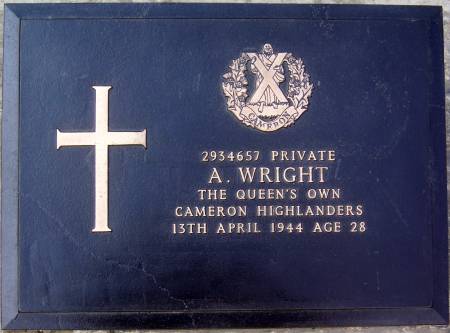 CAMERON
2934657 PRIVATE
A. WRIGHT
THE QUEEN'S OWN
CAMERON HIGHLANDERS
13TH APRIL 1944 AGE 28